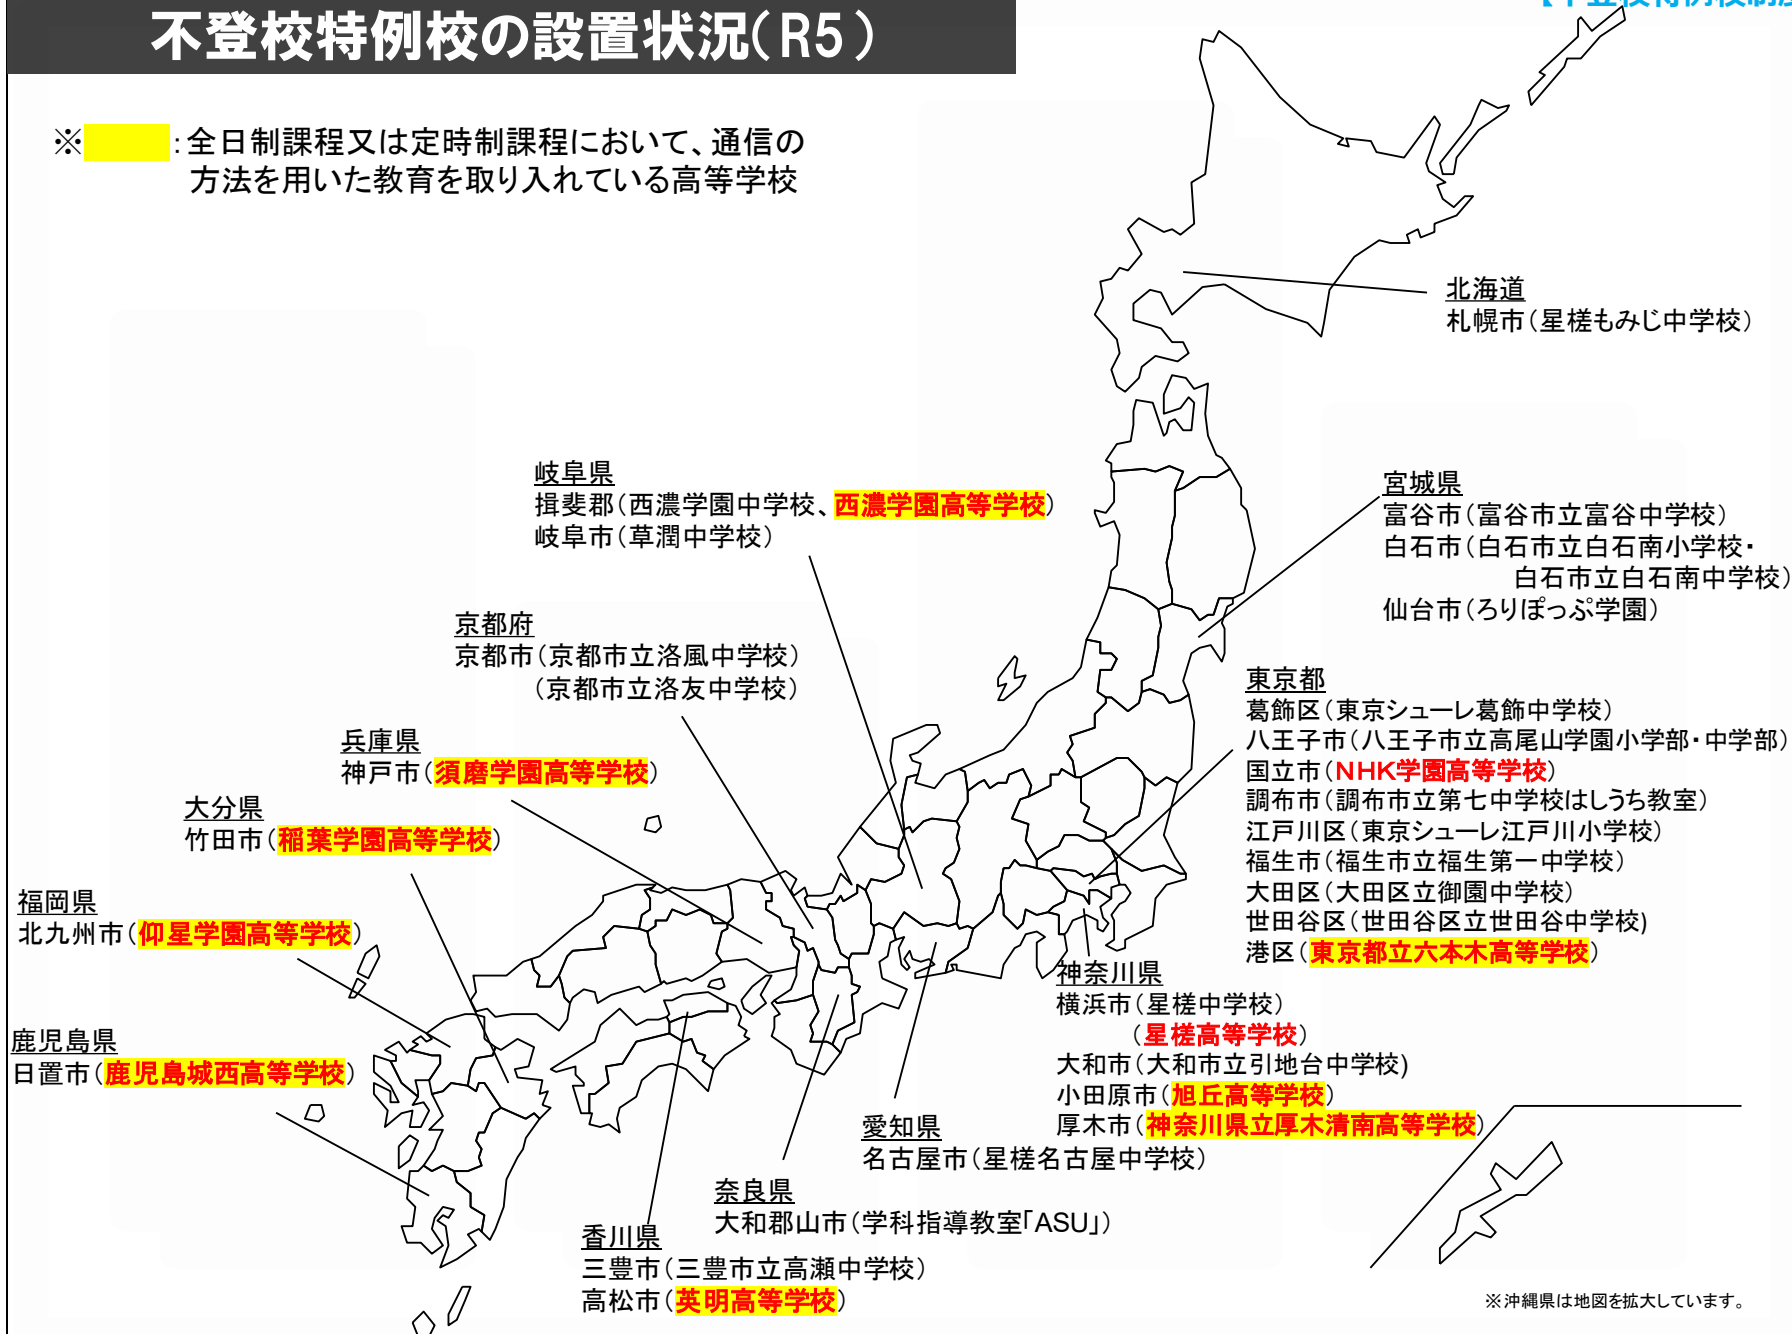 不登校特例校の設置状況(R5)
【不登校特例校制度
※　　　:全日制課程又は定時制課程において、通信の
方法を用いた教育を取り入れている高等学校
北海道
札幌市(星槎もみじ中学校)
宮城県
富谷市(富谷市立富谷中学校)
白石市(白石市立白石南小学校・
白石市立白石南中学校)
仙台市(ろりぽっぷ学園)
岐阜県
揖斐郡(西濃学園中学校、西濃学園高等学校)
岐阜市(草潤中学校)
京都府
京都市(京都市立洛風中学校)
(京都市立洛友中学校)
兵庫県
神戸市(須磨学園高等学校)
大分県
竹田市(稲葉学園高等学校)
福岡県
北九州市(仰星学園高等学校)
鹿児島県
日置市(鹿児島城西高等学校)
東京都
葛飾区(東京シューレ葛飾中学校)
八王子市(八王子市立高尾山学園小学部・中学部)
国立市(NHK学園高等学校)
調布市(調布市立第七中学校はしうち教室)
江戸川区(東京シューレ江戸川小学校)
福生市(福生市立福生第一中学校)
大田区(大田区立御園中学校)
世田谷区(世田谷区立世田谷中学校)
港区(東京都立六本木高等学校)
神奈川県
横浜市(星槎中学校)
(星槎高等学校)
大和市(大和市立引地台中学校)
小田原市(旭丘高等学校)
厚木市(神奈川県立厚木清南高等学校)
愛知県
名古屋市(星槎名古屋中学校)
奈良県
大和郡山市(学科指導教室「ASU」)
香川県
三豊市(三豊市立高瀬中学校)
高松市(英明高等学校)
※沖縄県は地図を拡大しています。